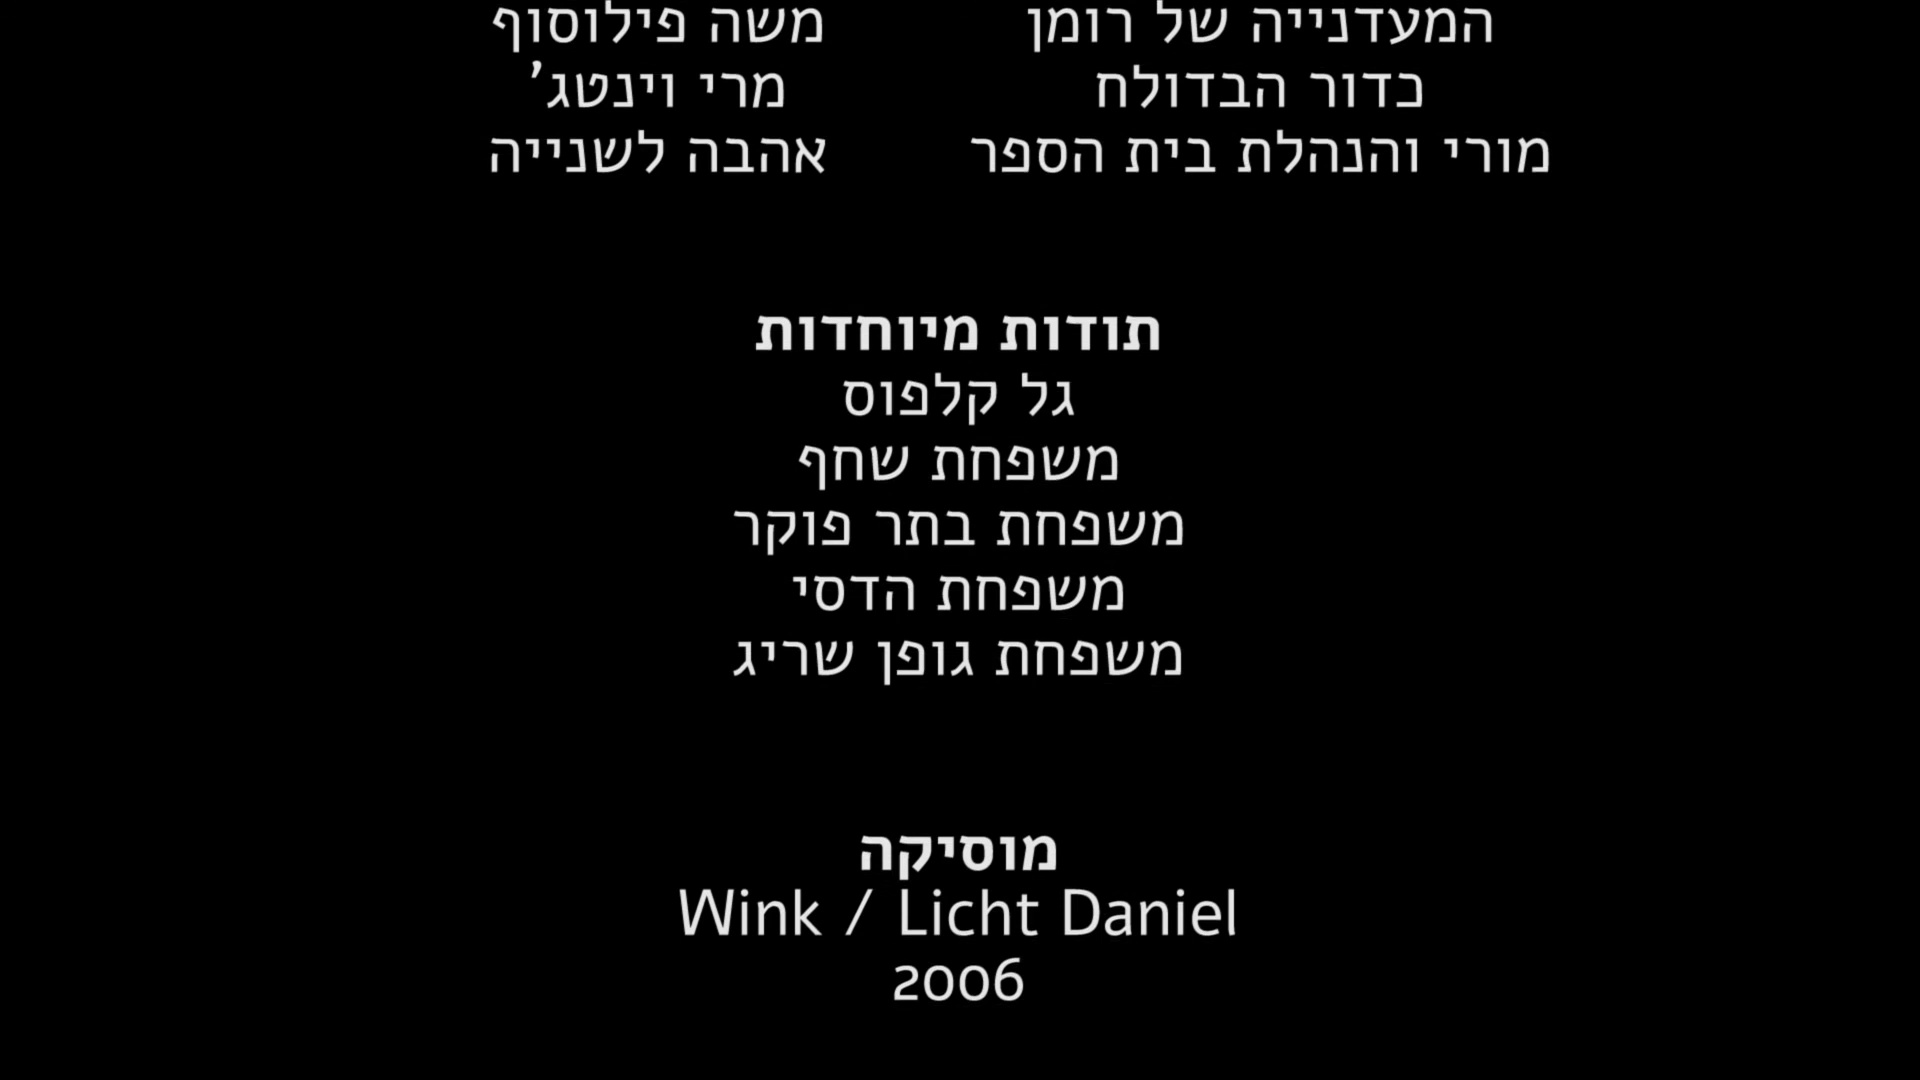 המעדנייה של רומן משה פילוסוף
כדור הבדולח מרי וינטג'
מורי והנהלת בית הספר אהבה לשנייה
תודות מיוחדות
גל קלפוס
משפחת שחף
משפחת בתר פוקר
משפחת הדסי
משפחת גופן שריג
מוסיקה
Wink / Licht Daniel
2006